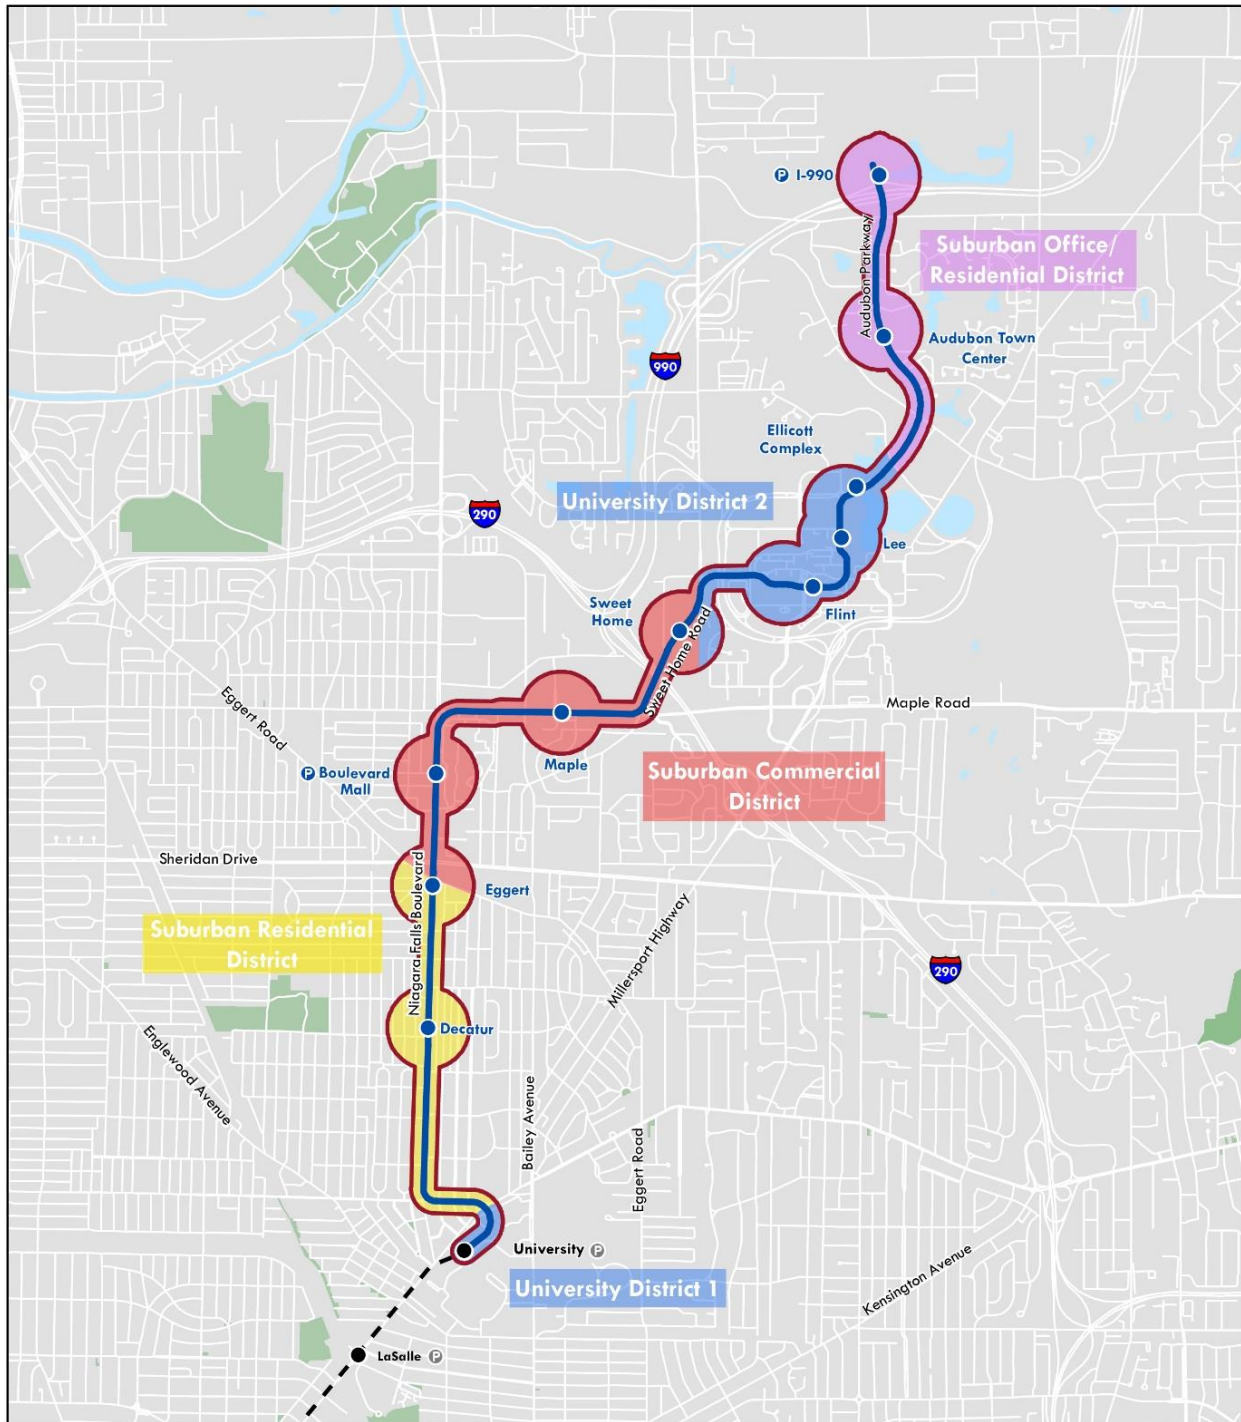 P I-990
Audubon Parkway
Suburban Office/
Residential District
Audubon Town
Center
990
Ellicott
Complex
University District 2
290
Lee
Sweet
Home
Flint
Sweet Home Road
Eggert Road
Maple Road
P Boulevard
Mall
Maple
Suburban Commercial
District
Sheridan Drive
Niagara Falls Boulevard
Eggert
Suburban Residential
District
Millersport Highway
290
Decatur
Englewood Avenue
Bailey Avenue
Eggert Road
University P
University District 1
Kensington Avenue
LaSalle P